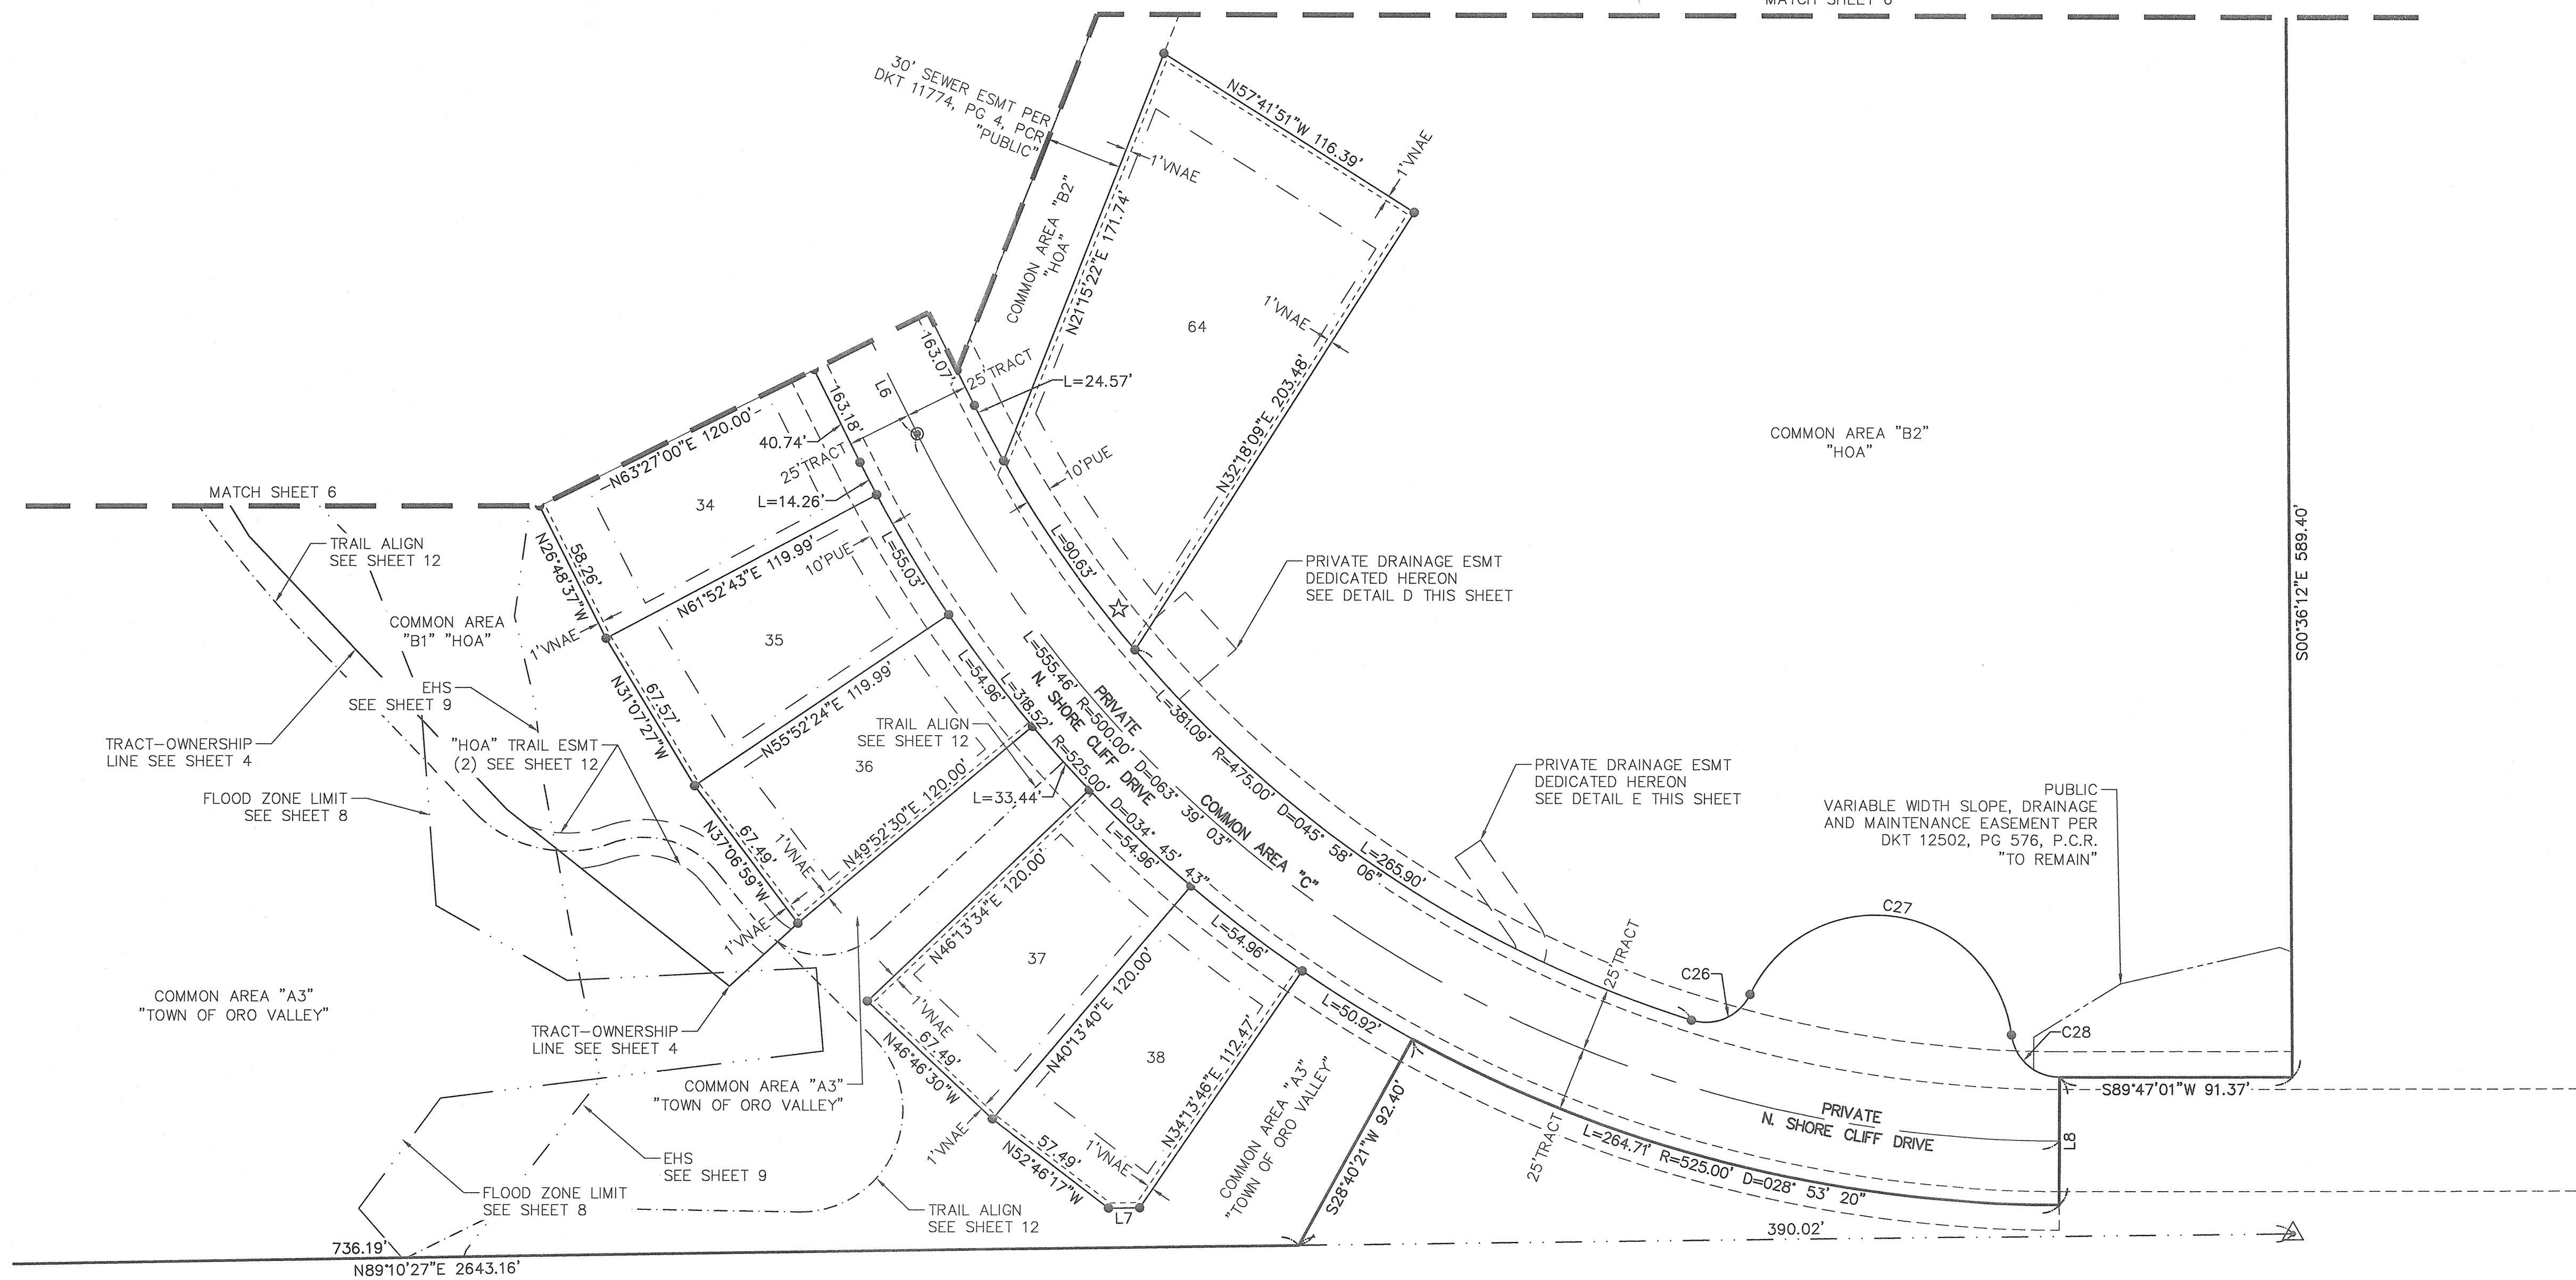 MATCH SHEET 6
30' SEWER ESMT PER
DKT 11774, PG 4, PCR
"PUBLIC"
1'VNAE
N57°41'51"W 116.39'
1'VNAE
COMMON AREA "B2"
"HOA"
N21°15'22"E 171.74'
64
1'VNAE
N32°18'09"E 203.48'
163.07'
25'TRACT
L=24.57'
L6
163.18'
40.74'
25'TRACT
L=14.26'
10'PUE
N63°27'00"E 120.00'
34
MATCH SHEET 6
COMMON AREA "B2"
"HOA"
S00°36'12"E 589.40'
TRAIL ALIGN
SEE SHEET 12
58.26'
N26°48'37"W
N61°52'43"E 119.99'
10'PUE
L=55.03'
L=90.63'
PRIVATE DRAINAGE ESMT
DEDICATED HEREON
SEE DETAIL D THIS SHEET
COMMON AREA
"B1" "HOA"
1'VNAE
35
EHS
SEE SHEET 9
67.57'
N31°07'27"W
N55°52'24"E 119.99'
L=54.96'
L=318.52' R=525.00' D=034° 45' 43"
L=555.46' R=500.00' D=063° 39' 03"
PRIVATE
N. SHORE CLIFF DRIVE
COMMON AREA "C"
L=381.09' R=475.00' D=045° 58' 06"
TRACT-OWNERSHIP
LINE SEE SHEET 4
"HOA" TRAIL ESMT
(2) SEE SHEET 12
TRAIL ALIGN
SEE SHEET 12
36
L=33.44'
FLOOD ZONE LIMIT
SEE SHEET 8
67.49'
N37°06'59"W
1'VNAE
N49°52'30"E 120.00'
L=54.96'
L=265.90'
PRIVATE DRAINAGE ESMT
DEDICATED HEREON
SEE DETAIL E THIS SHEET
PUBLIC
VARIABLE WIDTH SLOPE, DRAINAGE
AND MAINTENANCE EASEMENT PER
DKT 12502, PG 576, P.C.R.
"TO REMAIN"
1'VNAE
N46°13'34"E 120.00'
37
L=54.96'
25'TRACT
C26
C27
C28
COMMON AREA "A3"
"TOWN OF ORO VALLEY"
TRACT-OWNERSHIP
LINE SEE SHEET 4
1'VNAE
67.49'
N46°46'30"W
N40°13'40"E 120.00'
38
L=50.92'
COMMON AREA "A3"
"TOWN OF ORO VALLEY"
N34°13'46"E 112.47'
1'VNAE
57.49'
N52°46'17"W
1'VNAE
L7
COMMON AREA "A3"
"TOWN OF ORO VALLEY"
S28°40'21"W 92.40'
25'TRACT
L=264.71' R=525.00' D=028° 53' 20"
PRIVATE
N. SHORE CLIFF DRIVE
S89°47'01"W 91.37'
L8
EHS
SEE SHEET 9
FLOOD ZONE LIMIT
SEE SHEET 8
TRAIL ALIGN
SEE SHEET 12
390.02'
736.19'
N89°10'27"E 2643.16'